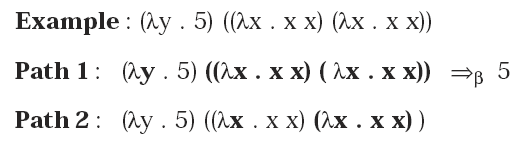 Example : (λy . 5) ((λx . x x) (λx . x x))
Path 1 : (λy . 5) ((λx . x x) ( λx . x x)) ⇒β 5
Path 2 : (λy . 5) ((λx . x x) (λx . x x) )